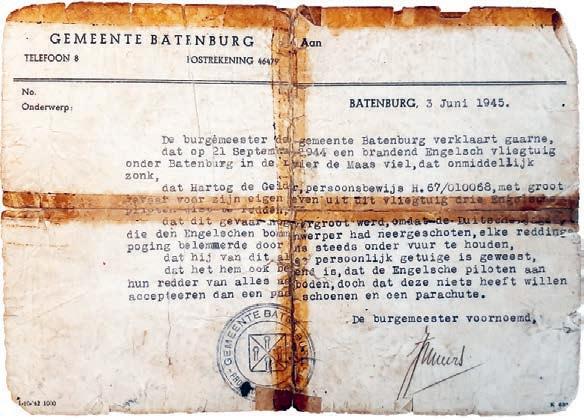 GEMEENTE BATENBURG Aan
TELEFOON 8 POSTREKENING 46479
No.
Onderwerp:
BATENBURG, 3 Juni 1945.
De burgemeester der gemeente Batenburg verklaart gaarne,
dat op 21 September 1944 een brandend Engelsch vliegtuig
onder Batenburg in de de Maas viel, dat onmiddellijk
zonk,
dat Hartog de Gelder, persoonsbewijs H.67/010068, met groot
gevaar voor zijn eigen leven uit dit vliegtuig drie Engelsche
piloten redde,
dat dit gevaar nog vergroot werd, omdat de Duitschers
die den Engelschen bommenwerper had neergeschoten, elke redding
poging belemmerde door ons steeds onder vuur te houden,
dat hij van dit alles persoonlijk getuige is geweest,
dat het hem ook bekend is, dat de Engelsche piloten aan
hun redder van alles aanboden, doch dat deze niets heeft willen
accepteeren dan een paar schoenen en een parachute.
De burgemeester voornoemd,
GEMEENTE BATENBURG